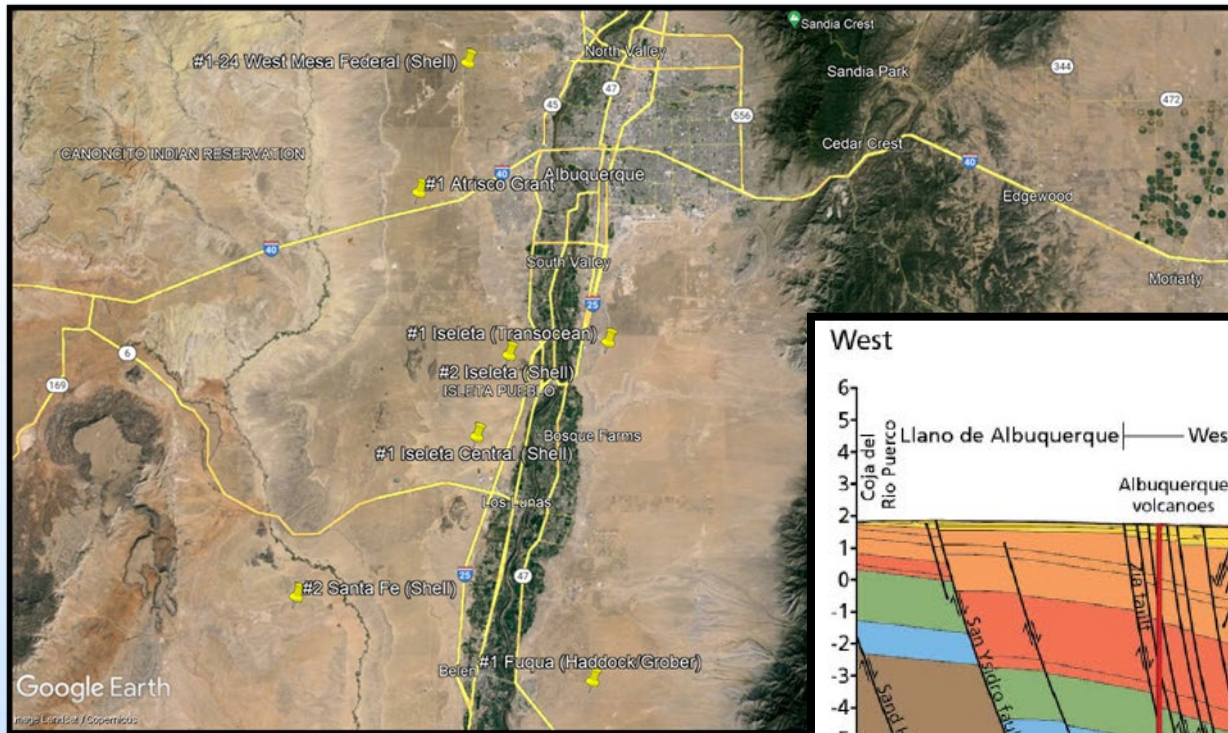 Sandia Crest
North Valley
#1-24 West Mesa Federal (Shell)
Sandia Park
344
47
45
472
556
CANONCITO INDIAN RESERVATION
Cedar Crest
40
40
Albuquerque
#1 Atrisco Grant
Edgewood
40
South Valley
Moriarty
25
#1 Iseleta (Transocean)
6
#2 Iseleta (Shell)
169
ISLETA PUEBLO
Bosque Farms
#1 Iseleta Central (Shell)
Los Lunas
25
47
#2 Santa Fe (Shell)
Belen
#1 Fuqua (Haddock/Grober)
Google Earth
Image Landsat / Copernicus
West
6
5
4
3
2
1
0
-1
-2
-3
-4
Coja del
Rio Puerco
Llano de Albuquerque
Wes
Albuquerque
volcanoes
Zia fault
San Ysidro faul
Sand